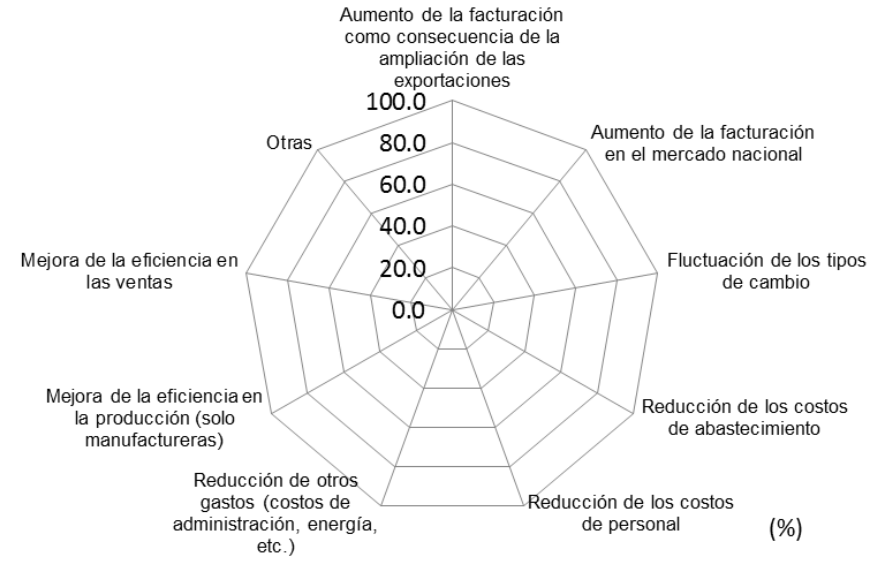 Aumento de la facturación
como consecuencia de la
ampliación de las
exportaciones
100.0
80.0
60.0
40.0
20.0
0.0
Aumento de la facturación
en el mercado nacional
Fluctuación de los tipos
de cambio
Reducción de los costos
de abastecimiento
Reducción de los costos
de personal
(%)
Reducción de otros
gastos (costos de
administración, energía,
etc.)
Mejora de la eficiencia en
la producción (solo
manufactureras)
Mejora de la eficiencia en
las ventas
Otras